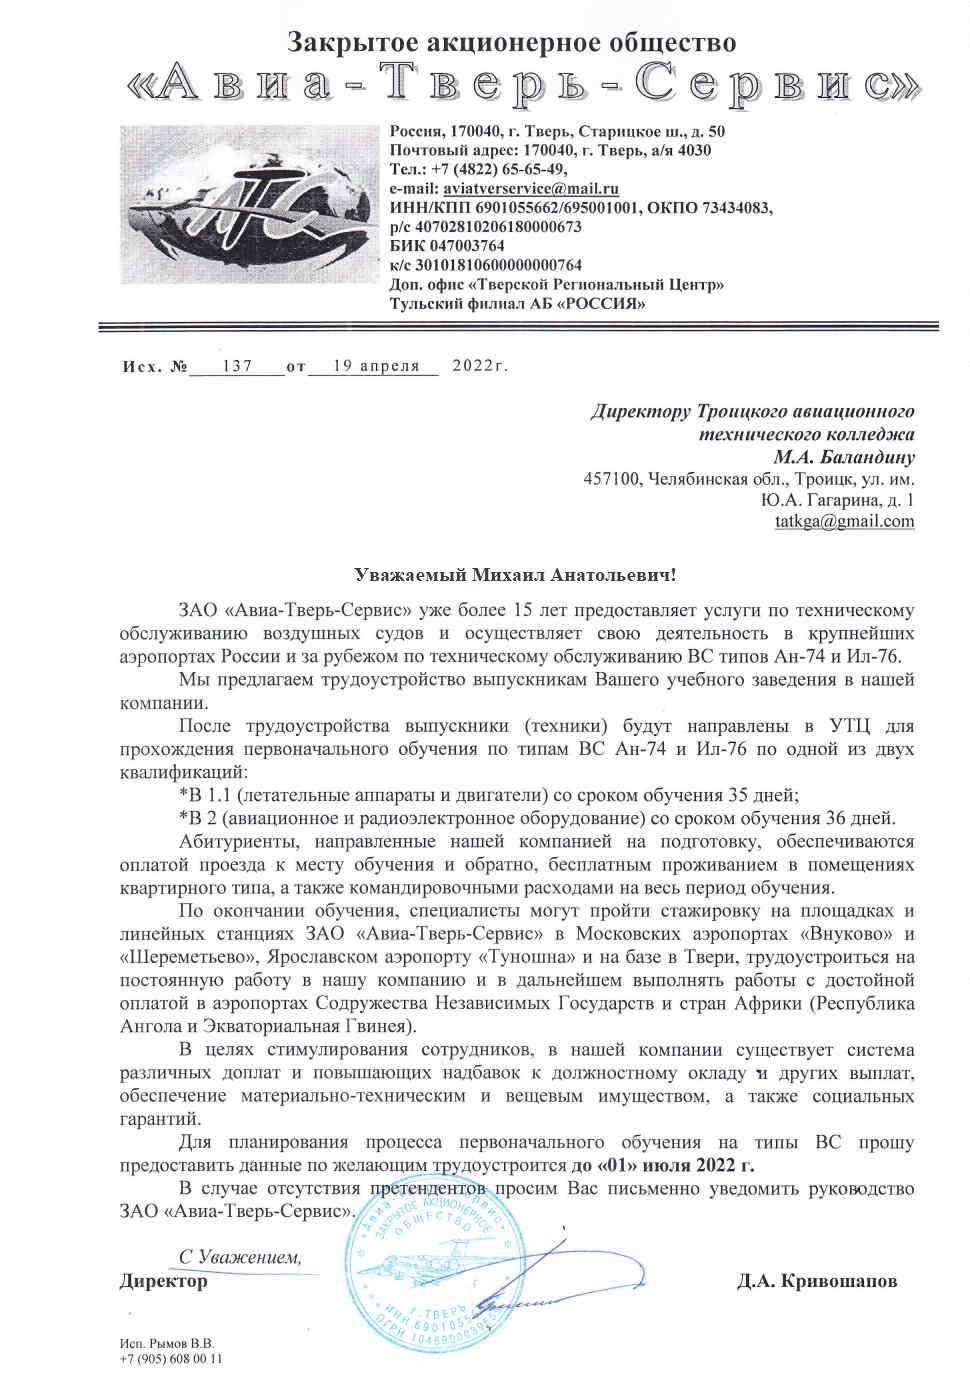 Закрытое акционерное общество
«Авиа-Тверь-Сервис»
АТС
Россия, 170040, г. Тверь, Старицкое ш., д. 50
Почтовый адрес: 170040, г. Тверь, а/я 4030
Тел.: +7 (4822) 65-65-49,
e-mail: aviatverservice@mail.ru
ИНН/КПП 6901055662/695001001, ОКПО 73434083,
р/с 40702810206180000673
БИК 047003764
к/с 30101810600000000764
Доп. офис «Тверской Региональный Центр»
Тульский филиал АБ «РОССИЯ»
Исх. № 137 от 19 апреля 2022г.
Директору Троицкого авиационного
технического колледжа
М.А. Баландину
457100, Челябинская обл., Троицк, ул. им.
Ю.А. Гагарина, д. 1
tatkga@gmail.com
Уважаемый Михаил Анатольевич!
ЗАО «Авиа-Тверь-Сервис» уже более 15 лет предоставляет услуги по техническому
обслуживанию воздушных судов и осуществляет свою деятельность в крупнейших
аэропортах России и за рубежом по техническому обслуживанию ВС типов Ан-74 и Ил-76.
Мы предлагаем трудоустройство выпускникам Вашего учебного заведения в нашей
компании.
После трудоустройства выпускники (техники) будут направлены в УТЦ для
прохождения первоначального обучения по типам ВС Ан-74 и Ил-76 по одной из двух
квалификаций:
*В 1.1 (летательные аппараты и двигатели) со сроком обучения 35 дней;
*В 2 (авиационное и радиоэлектронное оборудование) со сроком обучения 36 дней.
Абитуриенты, направленные нашей компанией на подготовку, обеспечиваются
оплатой проезда к месту обучения и обратно, бесплатным проживанием в помещениях
квартирного типа, а также командировочными расходами на весь период обучения.
По окончании обучения, специалисты могут пройти стажировку на площадках и
линейных станциях ЗАО «Авиа-Тверь-Сервис» в Московских аэропортах «Внуково» и
«Шереметьево», Ярославском аэропорту «Туношна» и на базе в Твери, трудоустроиться на
постоянную работу в нашу компанию и в дальнейшем выполнять работы с достойной
оплатой в аэропортах Содружества Независимых Государств и стран Африки (Республика
Ангола и Экваториальная Гвинея).
В целях стимулирования сотрудников, в нашей компании существует система
различных доплат и повышающих надбавок к должностному окладу и других выплат,
обеспечение материально-техническим и вещевым имуществом, а также социальных
гарантий.
Для планирования процесса первоначального обучения на типы ВС прошу
предоставить данные по желающим трудоустроится до «01» июля 2022 г.
В случае отсутствия претендентов просим Вас письменно уведомить руководство
ЗАО «Авиа-Тверь-Сервис».
С Уважением,
Директор Д.А. Кривошапов
ЗАКРЫТОЕ АКЦИОНЕРНОЕ
ОБЩЕСТВО
г.ТВЕРЬ
Исп. Рымов В.В.
+7 (905) 608 00 11